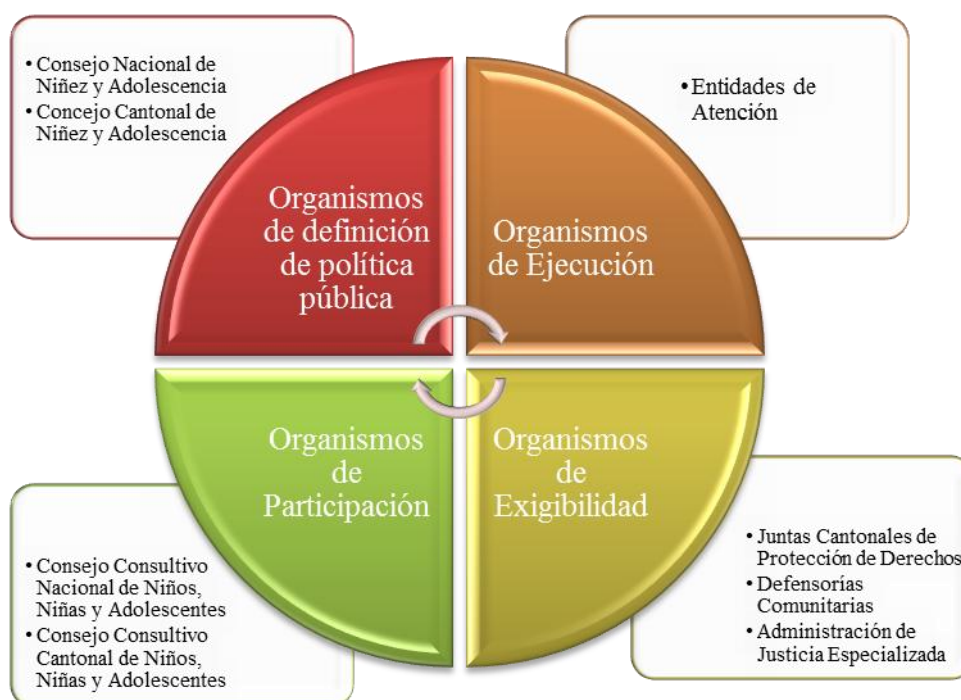 • Consejo Nacional de
Niñez y Adolescencia
• Concejo Cantonal de
Niñez y Adolescencia
Organismos
de definición
de política
pública
• Entidades de
Atención
Organismos
de Ejecución
Organismos
de
Participación
• Consejo Consultivo
Nacional de Niños,
Niñas y Adolescentes
• Consejo Consultivo
Cantonal de Niños,
Niñas y Adolescentes
Organismos
de
Exigibilidad
• Juntas Cantonales de
Protección de Derechos
• Defensorías
Comunitarias
• Administración de
Justicia Especializada